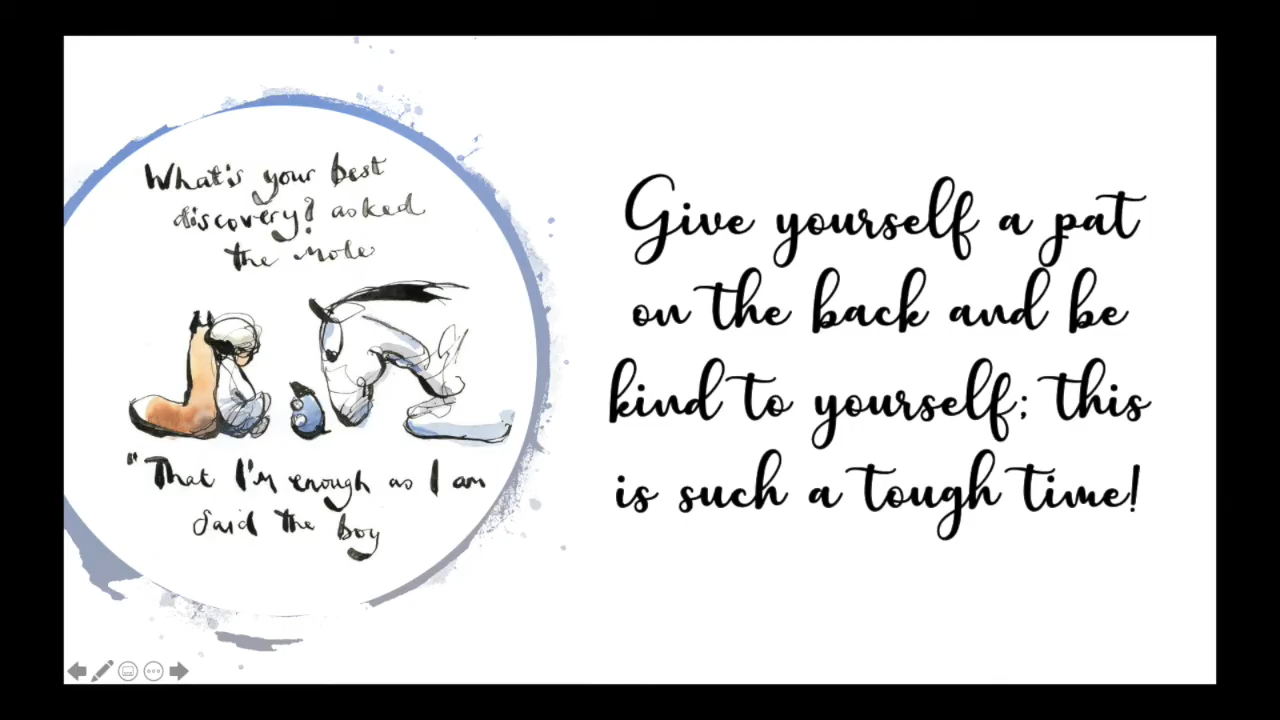 What's your best
discovery? asked
the mole
"That I'm enough as I am
said the boy
Give yourself a pat
on the back and be
kind to yourself; this
is such a tough time!